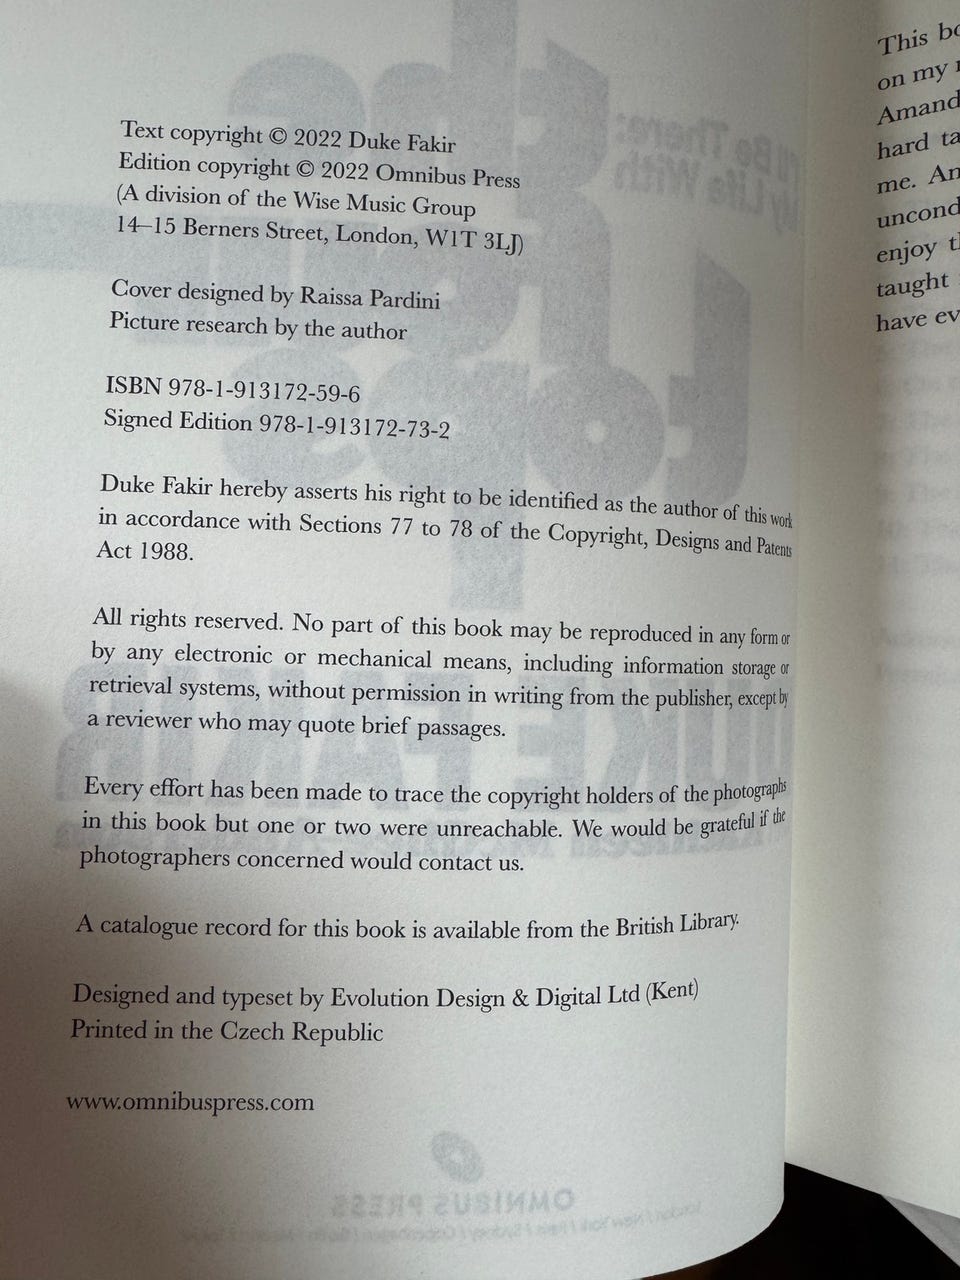 Text copyright © 2022 Duke Fakir
Edition copyright © 2022 Omnibus Press
(A division of the Wise Music Group
14–15 Berners Street, London, W1T 3LJ)
Cover designed by Raissa Pardini
Picture research by the author
ISBN 978-1-913172-59-6
Signed Edition 978-1-913172-73-2
Duke Fakir hereby asserts his right to be identified as the author of this work
in accordance with Sections 77 to 78 of the Copyright, Designs and Patents
Act 1988.
All rights reserved. No part of this book may be reproduced in any form or
by any electronic or mechanical means, including information storage or
retrieval systems, without permission in writing from the publisher, except by
a reviewer who may quote brief passages.
Every effort has been made to trace the copyright holders of the photographs
in this book but one or two were unreachable. We would be grateful if the
photographers concerned would contact us.
A catalogue record for this book is available from the British Library.
Designed and typeset by Evolution Design & Digital Ltd (Kent)
Printed in the Czech Republic
www.omnibuspress.com
OMNIBUS PRESS
This
on my
Amand
hard ta
me. An
uncond
enjoy
taught
have ev